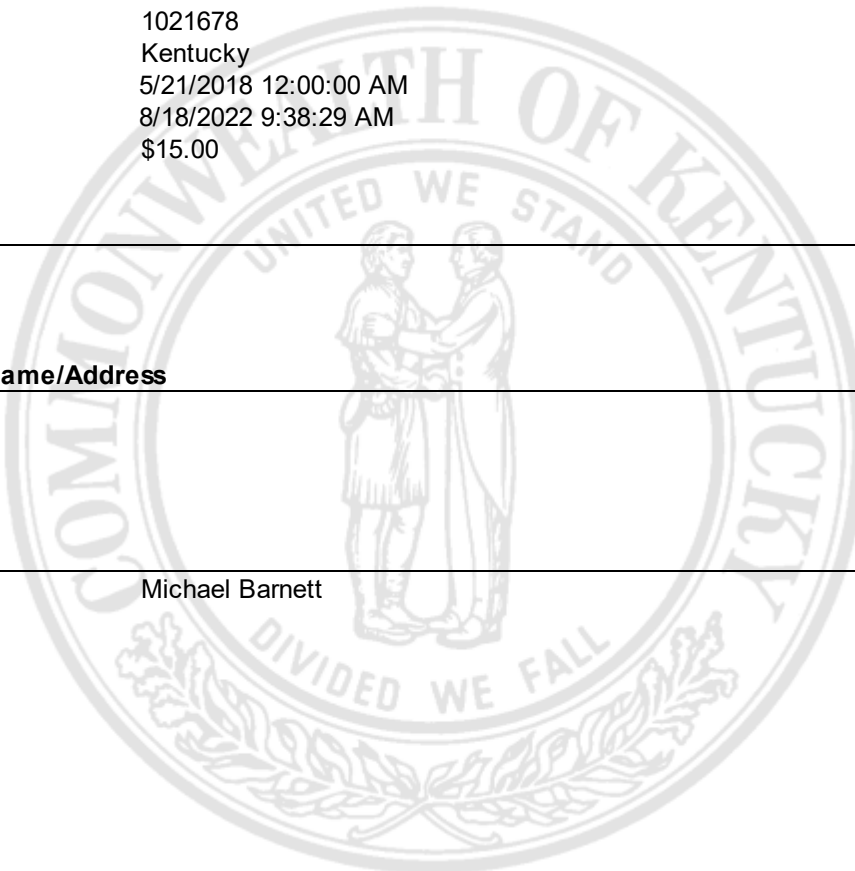 1021678
Kentucky
5/21/2018 12:00:00 AM
8/18/2022 9:38:29 AM
$15.00
COMMONWEALTH OF KENTUCKY
UNITED WE STAND
ame/Address
Michael Barnett
DIVIDED WE FALL